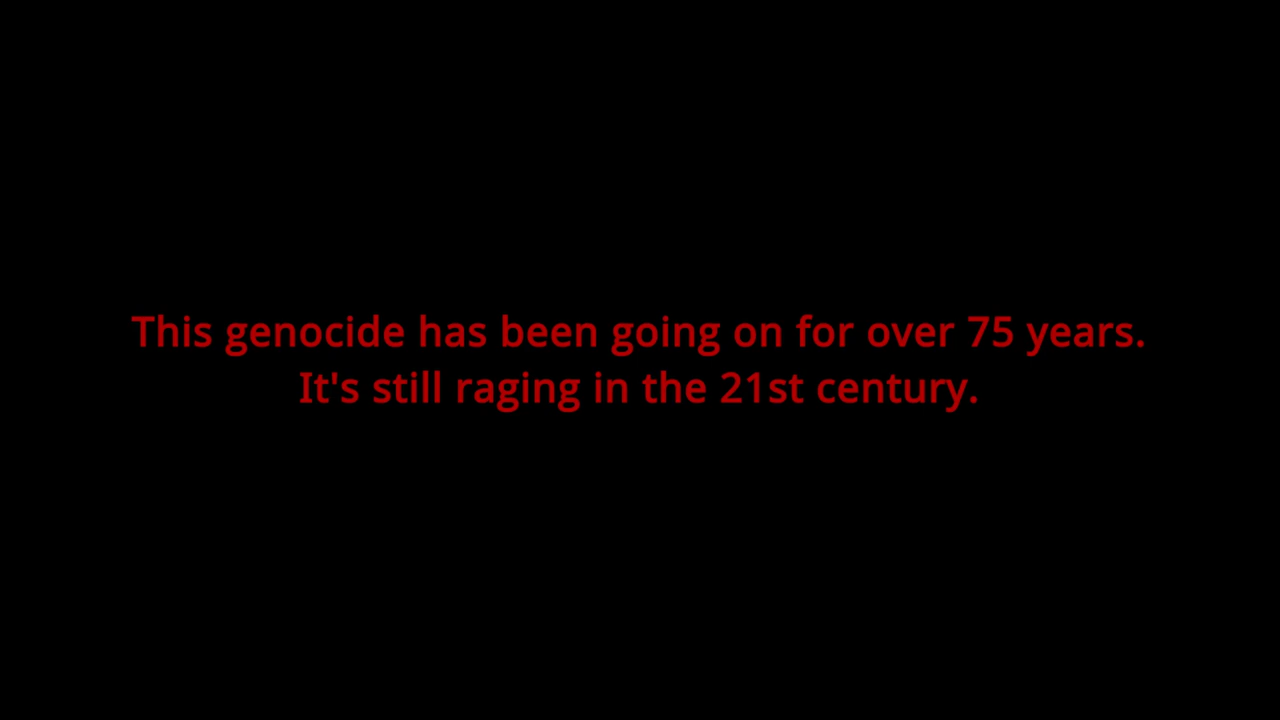 This genocide has been going on for over 75 years.
It's still raging in the 21st century.